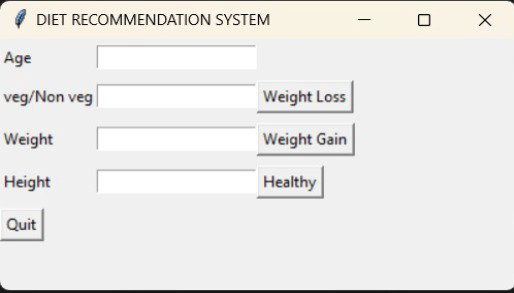 DIET RECOMMENDATION SYSTEM
Age
veg/Non veg Weight Loss
Weight Weight Gain
Height Healthy
Quit